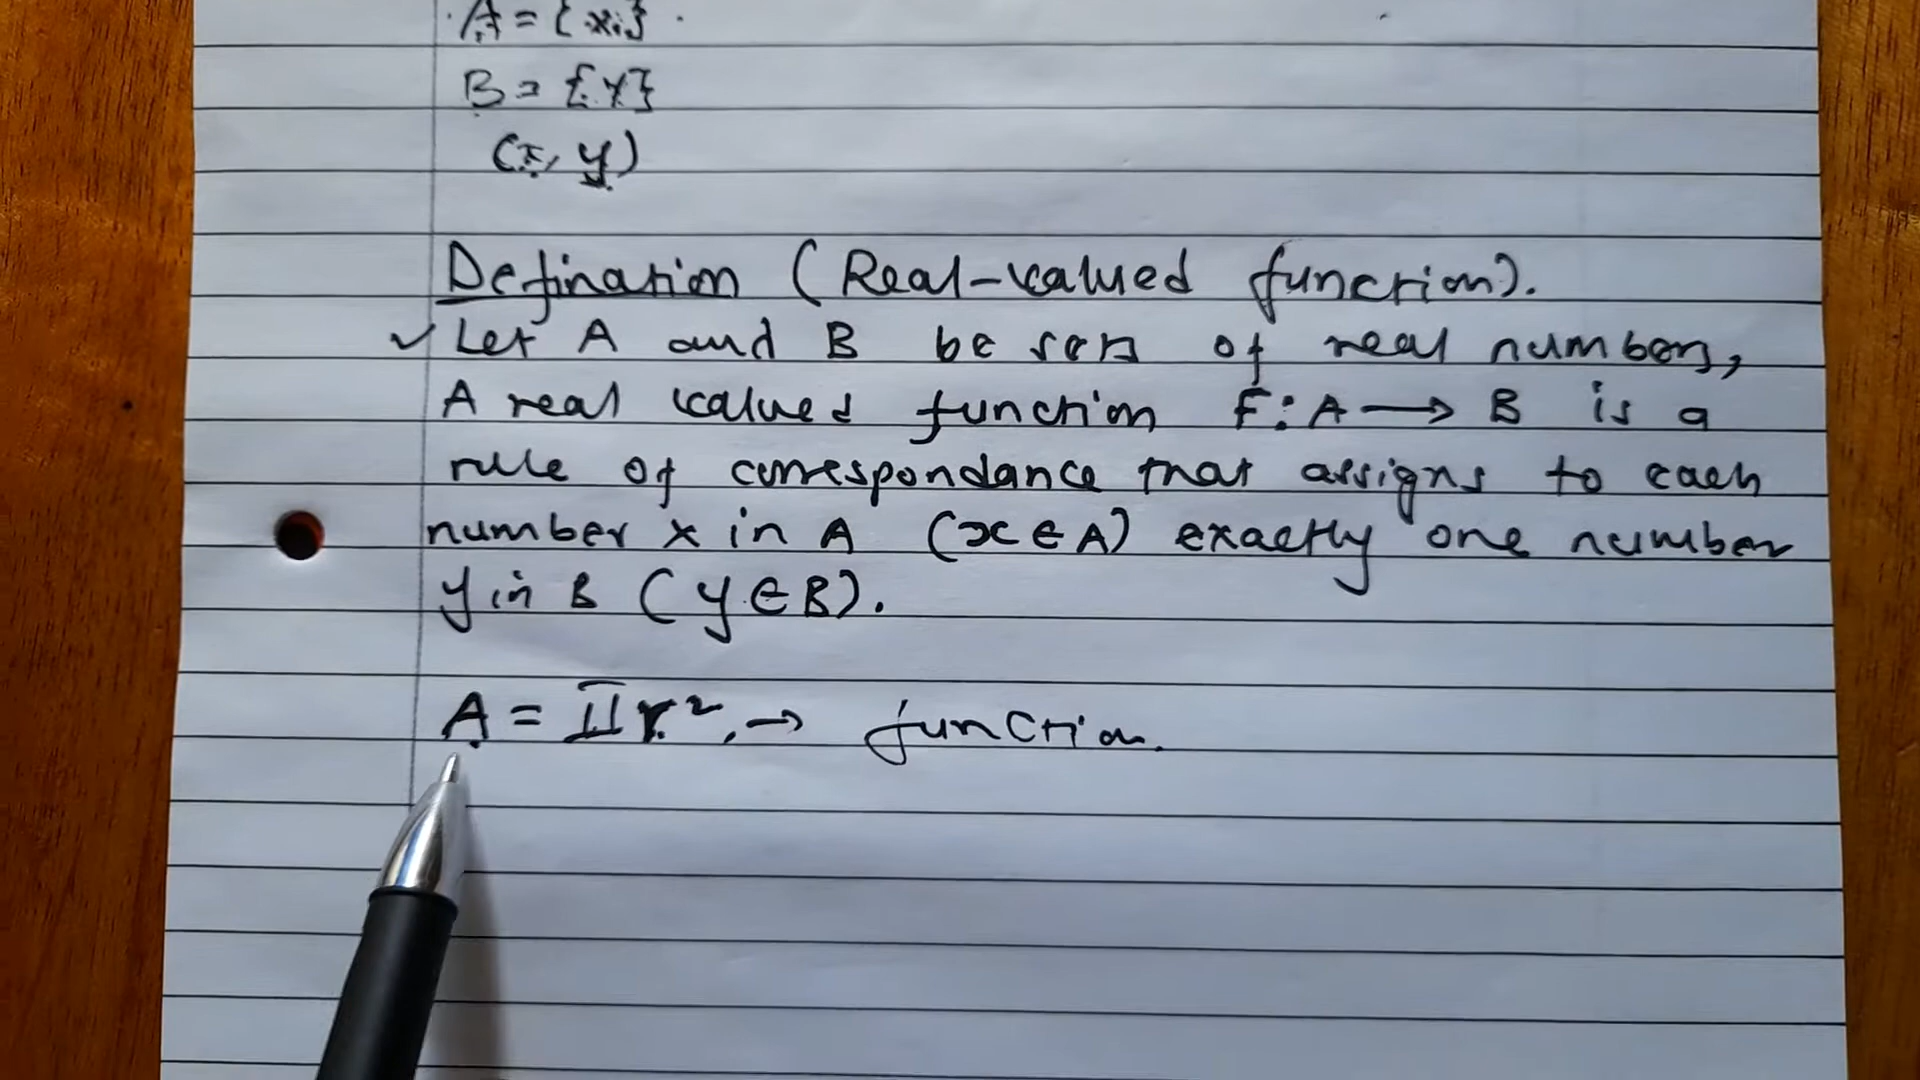 A = {x}
B = {y}
(x, y)
Defination (Real-valued function).
✓ Let A and B be sets of real numbers,
A real valued function F: A → B is a
rule of correspondance that assigns to each
number x in A (x ∈ A) exactly one number
y in B (y ∈ B).
A = πr², → function.